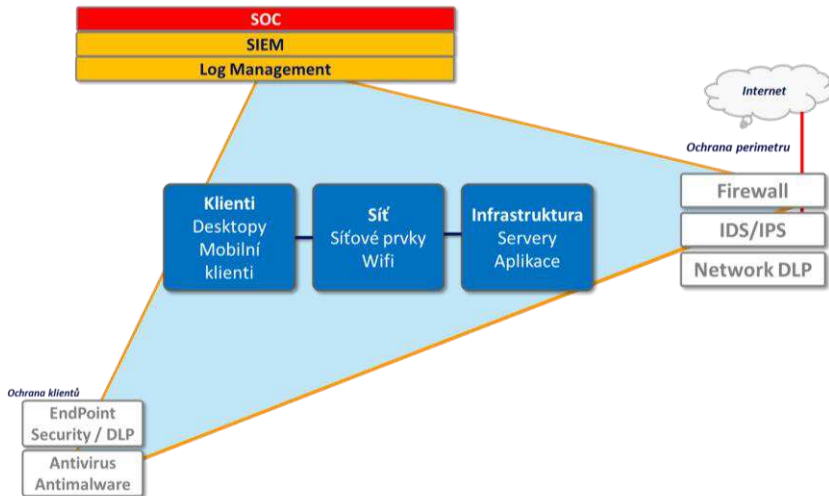 SOC
SIEM
Log Management
Internet
Ochrana perimetru
Firewall
IDS/IPS
Network DLP
Klienti
Desktopy
Mobilní
klienti
Síť
Síťové prvky
Wifi
Infrastruktura
Servery
Aplikace
Ochrana klientů
EndPoint
Security / DLP
Antivirus
Antimalware